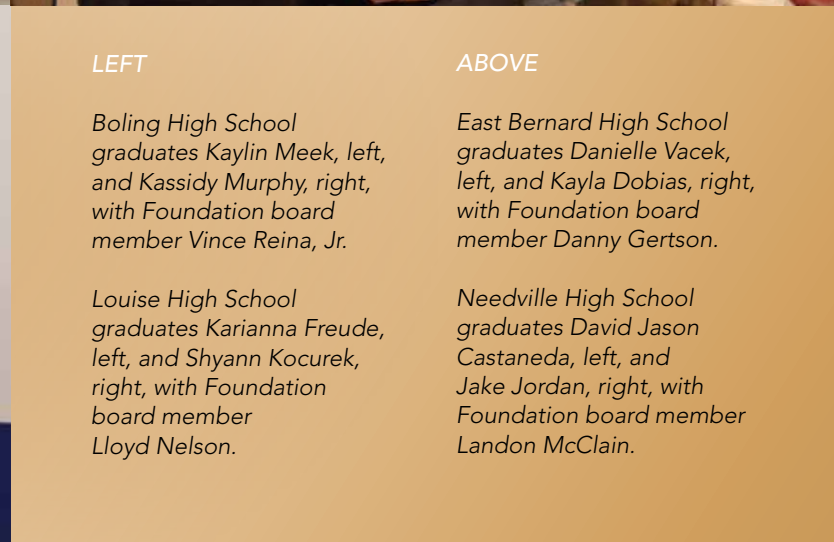 LEFT
Boling High School
graduates Kaylin Meek, left,
and Kassidy Murphy, right,
with Foundation board
member Vince Reina, Jr.
Louise High School
graduates Karianna Freude,
left, and Shyann Kocurek,
right, with Foundation
board member
Lloyd Nelson.
ABOVE
East Bernard High School
graduates Danielle Vacek,
left, and Kayla Dobias, right,
with Foundation board
member Danny Gertson.
Needville High School
graduates David Jason
Castaneda, left, and
Jake Jordan, right, with
Foundation board member
Landon McClain.